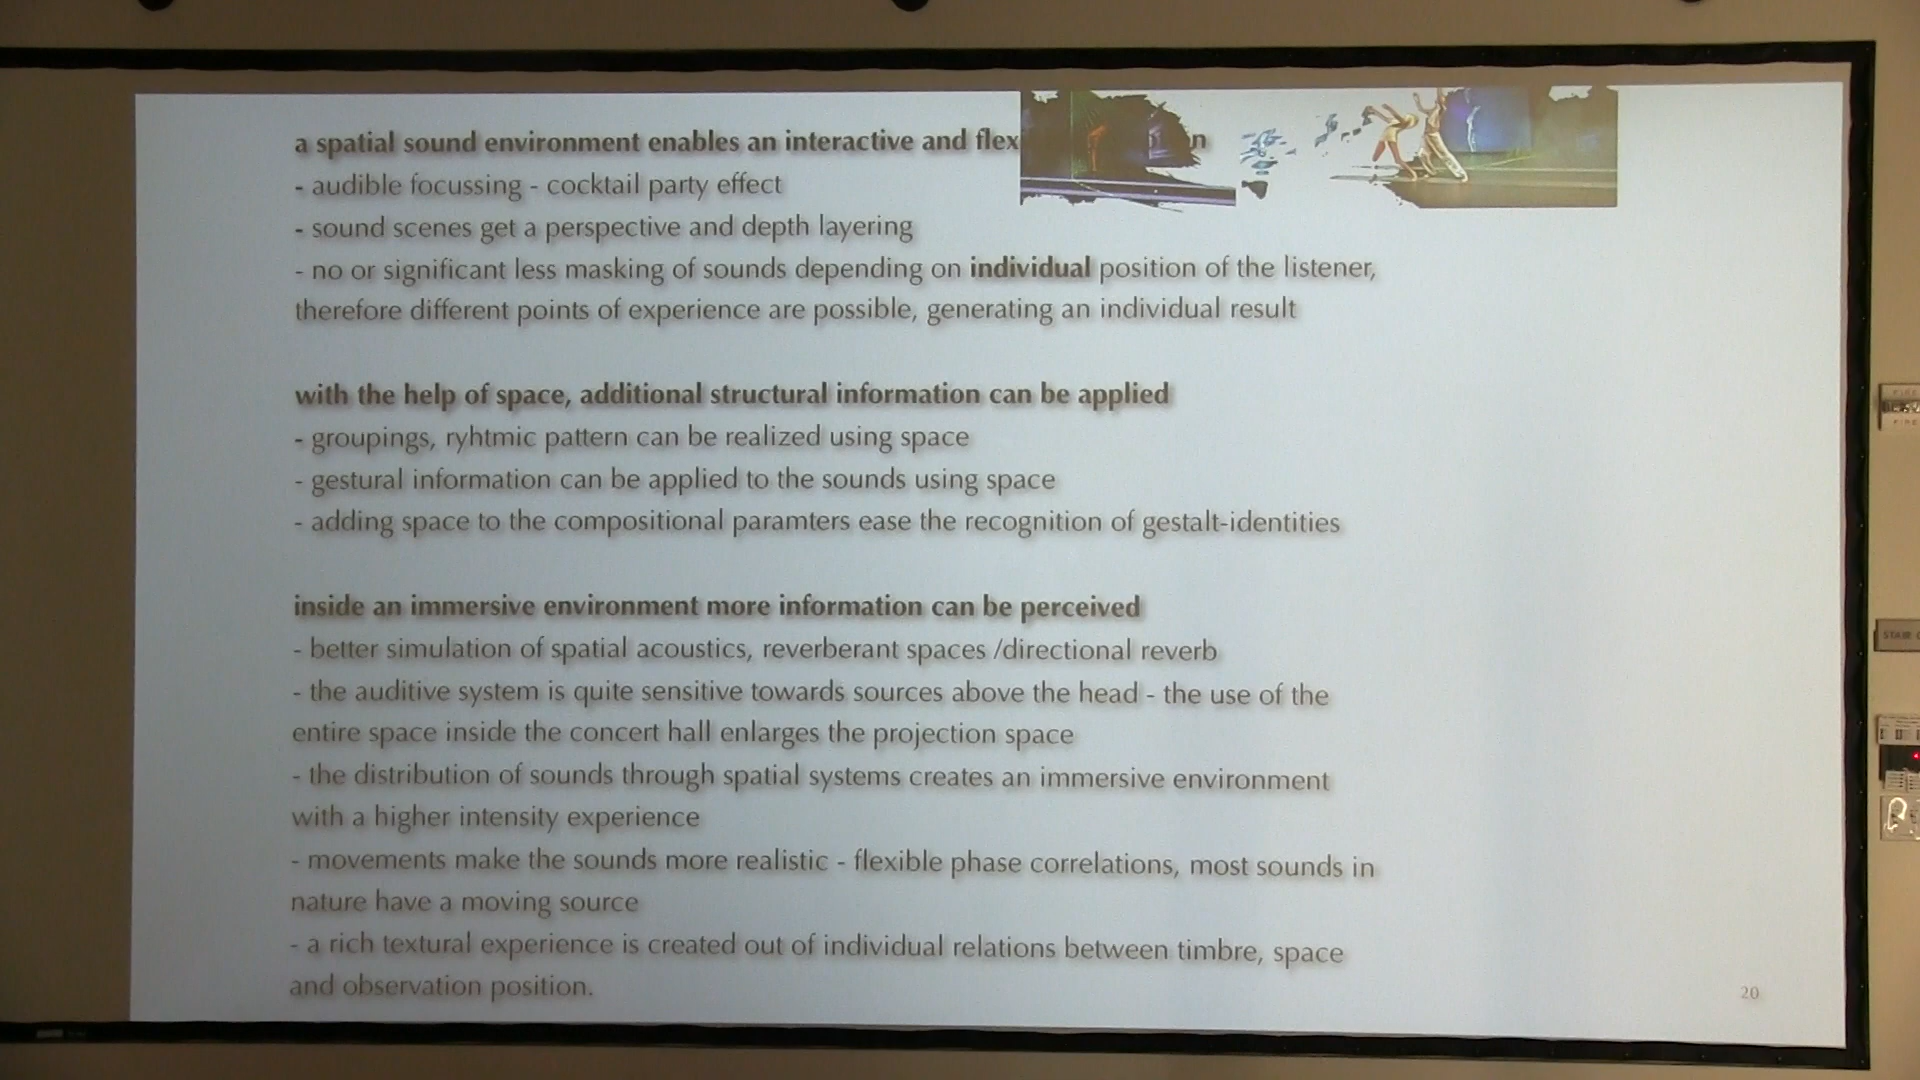 a spatial sound environment enables an interactive and
- audible focussing - cocktail party effect
- sound scenes get a perspective and depth layering
- no or significant less masking of sounds depending on individual position of the listener,
therefore different points of experience are possible, generating an individual result
with the help of space, additional structural information can be applied
- groupings, ryhtmic pattern can be realized using space
- gestural information can be applied to the sounds using space
- adding space to the compositional paramters ease the recognition of gestalt-identities
inside an immersive environment more information can be perceived
- better simulation of spatial acoustics, reverberant spaces /directional reverb
- the auditive system is quite sensitive towards sources above the head - the use of the
entire space inside the concert hall enlarges the projection space
- the distribution of sounds through spatial systems creates an immersive environment
with a higher intensity experience
- movements make the sounds more realistic - flexible phase correlations, most sounds in
nature have a moving source
- a rich textural experience is created out of individual relations between timbre, space
and observation position.
20